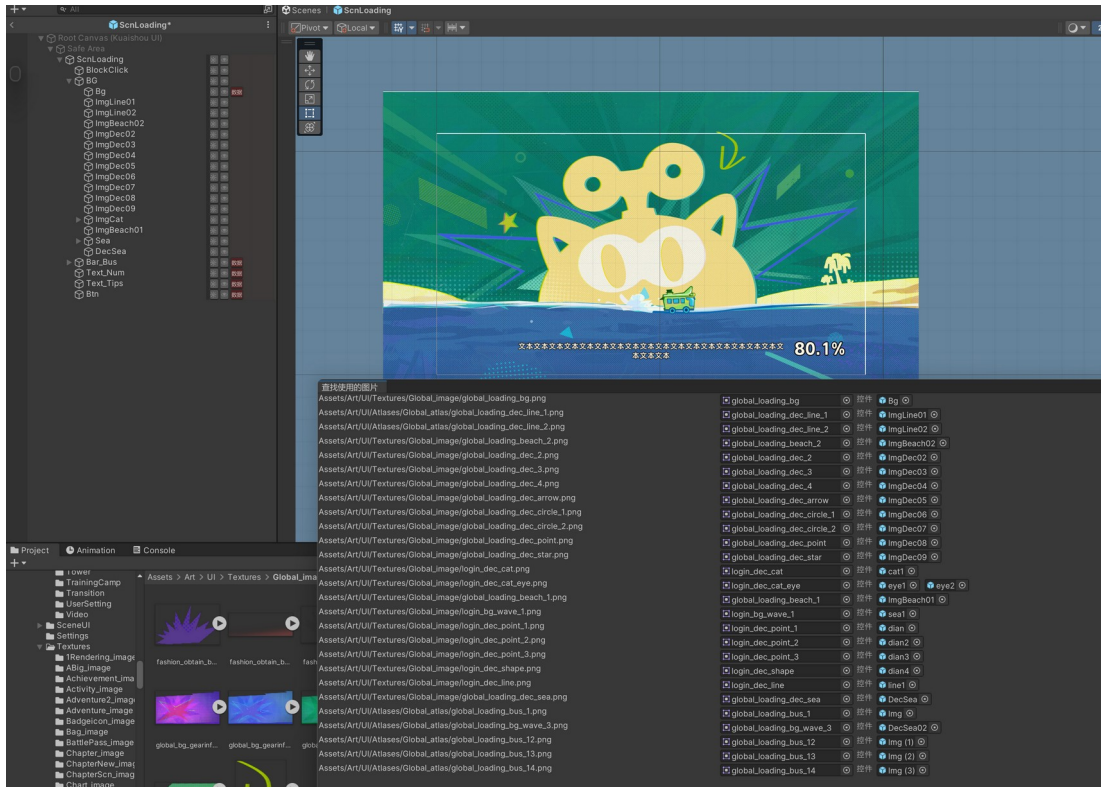 All
Scenes
ScnLoading
ScnLoading*
Pivot
Local
Root Canvas (Kuaishou UI)
Safe Area
ScnLoading
BlockClick
BG
Bg 数据
ImgLine01
ImgLine02
ImgBeach02
ImgDec02
ImgDec03
ImgDec04
ImgDec05
ImgDec06
ImgDec07
ImgDec08
ImgDec09
ImgCat
ImgBeach01
Sea
DecSea
Bar_Bus 数据
Text_Num 数据
Text_Tips 数据
Btn 数据
文本文本文本文本文本文本文本文本文本文本文本文本文本文本文本文本文本文本
文本文本
80.1%
查找使用的图片
Assets/Art/UI/Textures/Global_image/global_loading_bg.png global_loading_bg 控件 Bg
Assets/Art/UI/Atlases/Global_atlas/global_loading_dec_line_1.png global_loading_dec_line_1 控件 ImgLine01
Assets/Art/UI/Atlases/Global_atlas/global_loading_dec_line_2.png global_loading_dec_line_2 控件 ImgLine02
Assets/Art/UI/Textures/Global_image/global_loading_beach_2.png global_loading_beach_2 控件 ImgBeach02
Assets/Art/UI/Textures/Global_image/global_loading_dec_2.png global_loading_dec_2 控件 ImgDec02
Assets/Art/UI/Textures/Global_image/global_loading_dec_3.png global_loading_dec_3 控件 ImgDec03
Assets/Art/UI/Textures/Global_image/global_loading_dec_4.png global_loading_dec_4 控件 ImgDec04
Assets/Art/UI/Textures/Global_image/global_loading_dec_arrow.png global_loading_dec_arrow 控件 ImgDec05
Assets/Art/UI/Textures/Global_image/global_loading_dec_circle_1.png global_loading_dec_circle_1 控件 ImgDec06
Assets/Art/UI/Textures/Global_image/global_loading_dec_circle_2.png global_loading_dec_circle_2 控件 ImgDec07
Assets/Art/UI/Textures/Global_image/global_loading_dec_point.png global_loading_dec_point 控件 ImgDec08
Assets/Art/UI/Textures/Global_image/global_loading_dec_star.png global_loading_dec_star 控件 ImgDec09
Assets/Art/UI/Textures/Global_image/login_dec_cat.png login_dec_cat 控件 cat1
Assets/Art/UI/Textures/Global_image/login_dec_cat_eye.png login_dec_cat_eye 控件 eye1 eye2
Assets/Art/UI/Textures/Global_image/global_loading_beach_1.png global_loading_beach_1 控件 ImgBeach01
Assets/Art/UI/Textures/Global_image/login_bg_wave_1.png login_bg_wave_1 控件 sea1
Assets/Art/UI/Textures/Global_image/login_dec_point_1.png login_dec_point_1 控件 dian
Assets/Art/UI/Textures/Global_image/login_dec_point_2.png login_dec_point_2 控件 dian2
Assets/Art/UI/Textures/Global_image/login_dec_point_3.png login_dec_point_3 控件 dian3
Assets/Art/UI/Textures/Global_image/login_dec_shape.png login_dec_shape 控件 dian4
Assets/Art/UI/Textures/Global_image/login_dec_line.png login_dec_line 控件 line1
Assets/Art/UI/Textures/Global_image/global_loading_dec_sea.png global_loading_dec_sea 控件 DecSea
Assets/Art/UI/Atlases/Global_atlas/global_loading_bus_1.png global_loading_bus_1 控件 Img
Assets/Art/UI/Textures/Global_image/global_loading_bg_wave_3.png global_loading_bg_wave_3 控件 DecSea02
Assets/Art/UI/Atlases/Global_atlas/global_loading_bus_12.png global_loading_bus_12 控件 Img (1)
Assets/Art/UI/Atlases/Global_atlas/global_loading_bus_13.png global_loading_bus_13 控件 Img (2)
Assets/Art/UI/Atlases/Global_atlas/global_loading_bus_14.png global_loading_bus_14 控件 Img (3)
Project Animation Console
Tower
TrainingCamp
Transition
UserSetting
Video
SceneUI
Settings
Textures
1Rendering_image
ABig_image
Achievement_ima
Activity_image
Adventure2_imag
Adventure_image
Badgeicon_image
Bag_image
BattlePass_image
Chapter_image
ChapterNew_imag
ChapterScn_imag
Chart_image
Assets > Art > UI > Textures > Global_ima
fashion_obtain_b... fashion_obtain_b... fash
global_bg_gearinf... global_bg_gearinf... globa